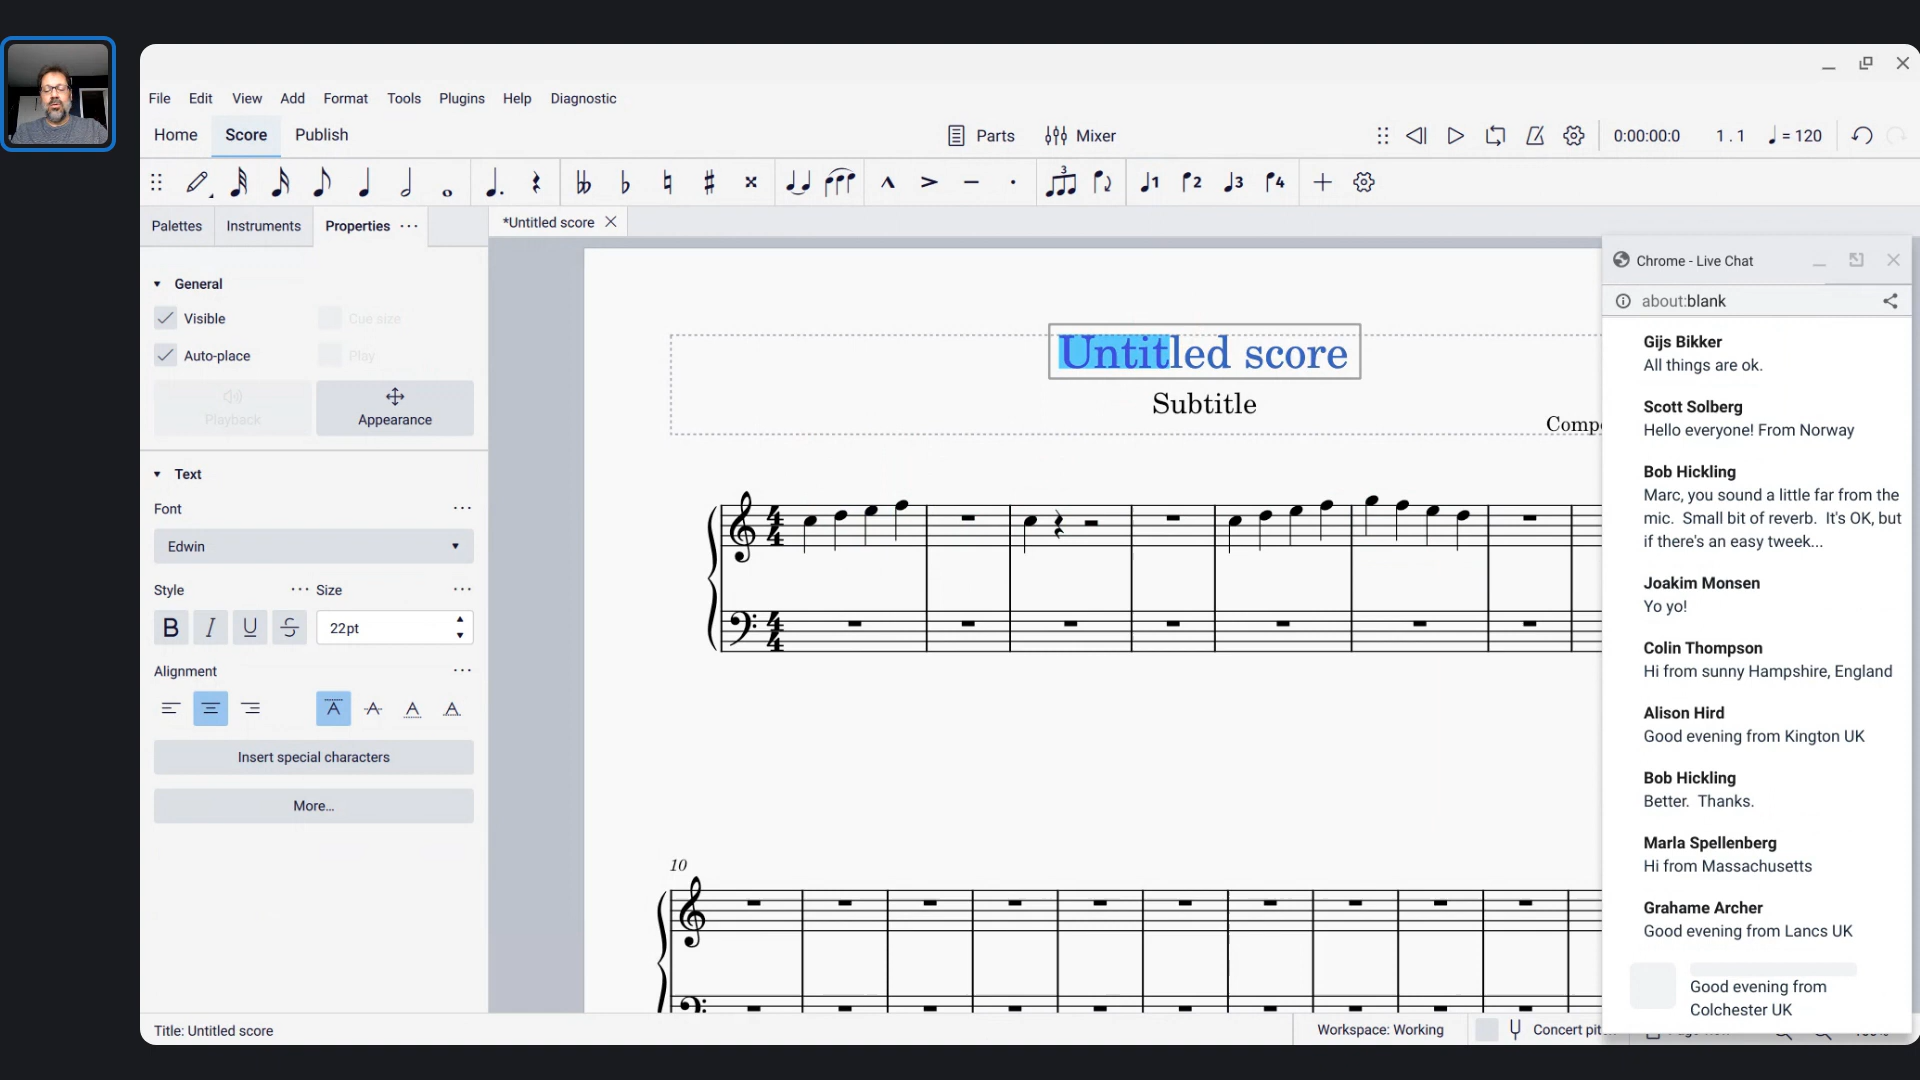 File Edit View Add Format Tools Plugins Help Diagnostic
Home Score Publish
Parts Mixer
0:00:00:0 1 . 1 = 120
3
1 2 3 4
Palettes Instruments Properties ···
*Untitled score
General
Visible Cue size
Auto-place Play
Playback Appearance
Text
Font ···
Edwin
Style ··· Size ···
B I U S 22pt
Alignment ···
Insert special characters
More...
Untitled score
Subtitle
Compo
10
Chrome - Live Chat
about:blank
Gijs Bikker
All things are ok.
Scott Solberg
Hello everyone! From Norway
Bob Hickling
Marc, you sound a little far from the
mic. Small bit of reverb. It's OK, but
if there's an easy tweek...
Joakim Monsen
Yo yo!
Colin Thompson
Hi from sunny Hampshire, England
Alison Hird
Good evening from Kington UK
Bob Hickling
Better. Thanks.
Marla Spellenberg
Hi from Massachusetts
Grahame Archer
Good evening from Lancs UK
Good evening from
Colchester UK
Title: Untitled score
Workspace: Working
Concert pit